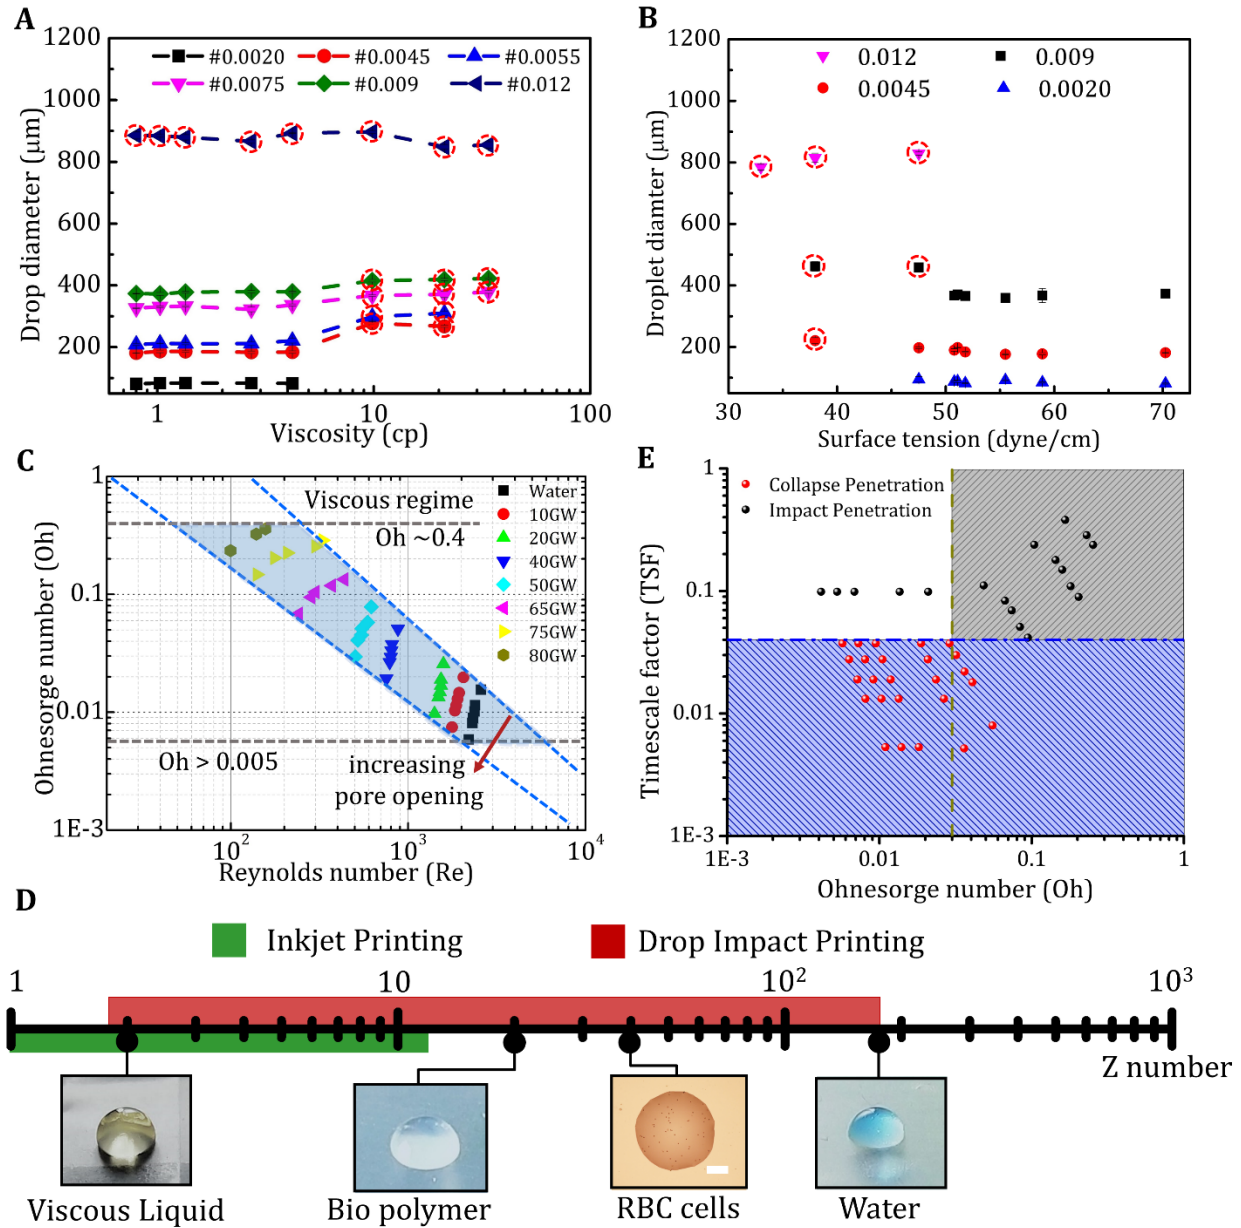 A
1200
1000
800
600
400
200
Drop diameter (μm)
#0.0020
#0.0045
#0.0055
#0.0075
#0.009
#0.012
1
10
100
Viscosity (cp)
B
1200
1000
800
600
400
200
Droplet diamter (μm)
0.012
0.009
0.0045
0.0020
30
40
50
60
70
Surface tension (dyne/cm)
C
1
0.1
0.01
1E-3
Ohnesorge number (Oh)
Viscous regime
Oh ~0.4
Water
10GW
20GW
40GW
50GW
65GW
75GW
80GW
Oh > 0.005
increasing
pore opening
10²
10³
10⁴
Reynolds number (Re)
E
1
0.1
0.01
1E-3
Timescale factor (TSF)
Collapse Penetration
Impact Penetration
1E-3
0.01
0.1
1
Ohnesorge number (Oh)
D
Inkjet Printing
Drop Impact Printing
1
10
10²
10³
Z number
Viscous Liquid
Bio polymer
RBC cells
Water